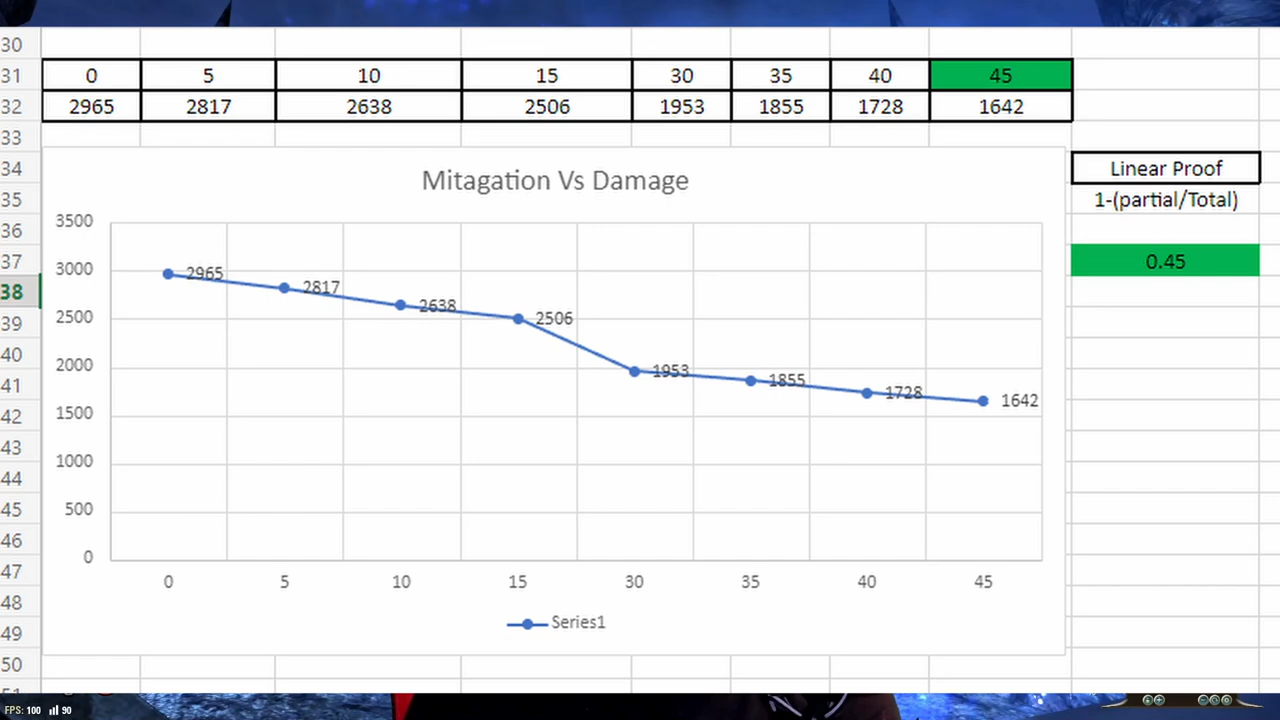 30
31 0 5 10 15 30 35 40 45
32 2965 2817 2638 2506 1953 1855 1728 1642
33
34 Linear Proof
35 1-(partial/Total)
36
37 0.45
38
39
40
41
42
43
44
45
46
47
48
49
50
Mitagation Vs Damage
3500
3000
2500
2000
1500
1000
500
0
2965 2817 2638 2506 1953 1855 1728 1642
0 5 10 15 30 35 40 45
Series1
FPS: 100 90